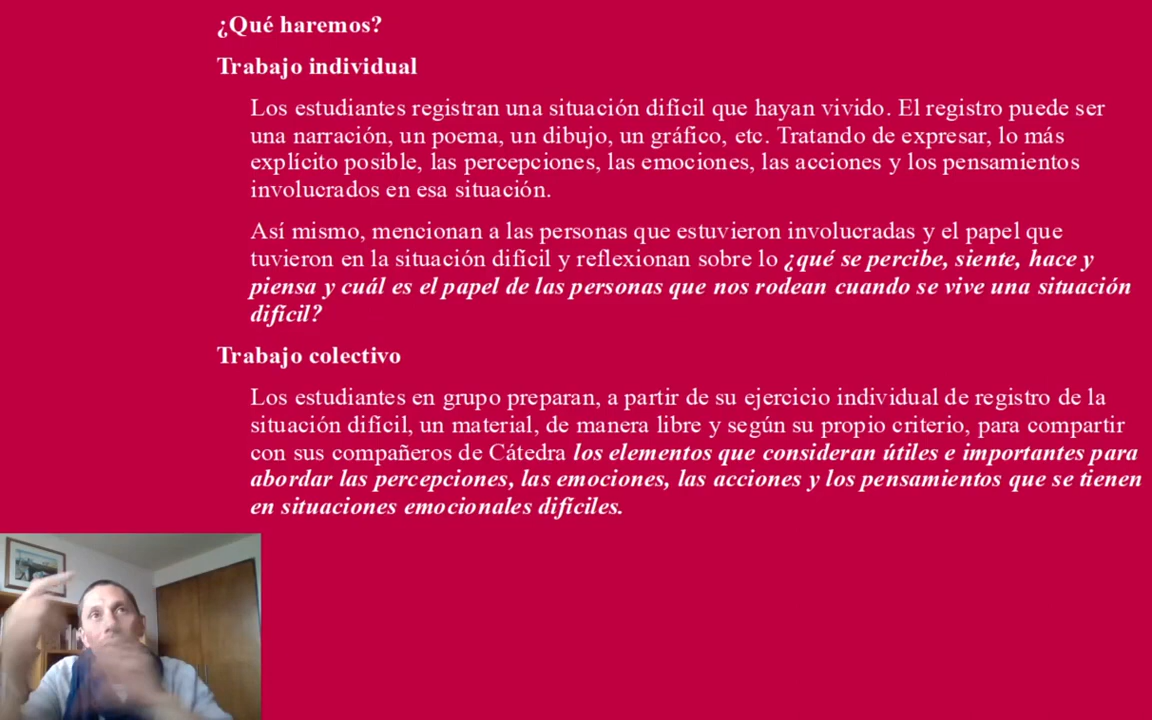 ¿Qué haremos?
Trabajo individual
Los estudiantes registran una situación difícil que hayan vivido. El registro puede ser
una narración, un poema, un dibujo, un gráfico, etc. Tratando de expresar, lo más
explícito posible, las percepciones, las emociones, las acciones y los pensamientos
involucrados en esa situación.
Así mismo, mencionan a las personas que estuvieron involucradas y el papel que
tuvieron en la situación difícil y reflexionan sobre lo ¿qué se percibe, siente, hace y
piensa y cuál es el papel de las personas que nos rodean cuando se vive una situación
difícil?
Trabajo colectivo
Los estudiantes en grupo preparan, a partir de su ejercicio individual de registro de la
situación difícil, un material, de manera libre y según su propio criterio, para compartir
con sus compañeros de Cátedra los elementos que consideran útiles e importantes para
abordar las percepciones, las emociones, las acciones y los pensamientos que se tienen
en situaciones emocionales difíciles.